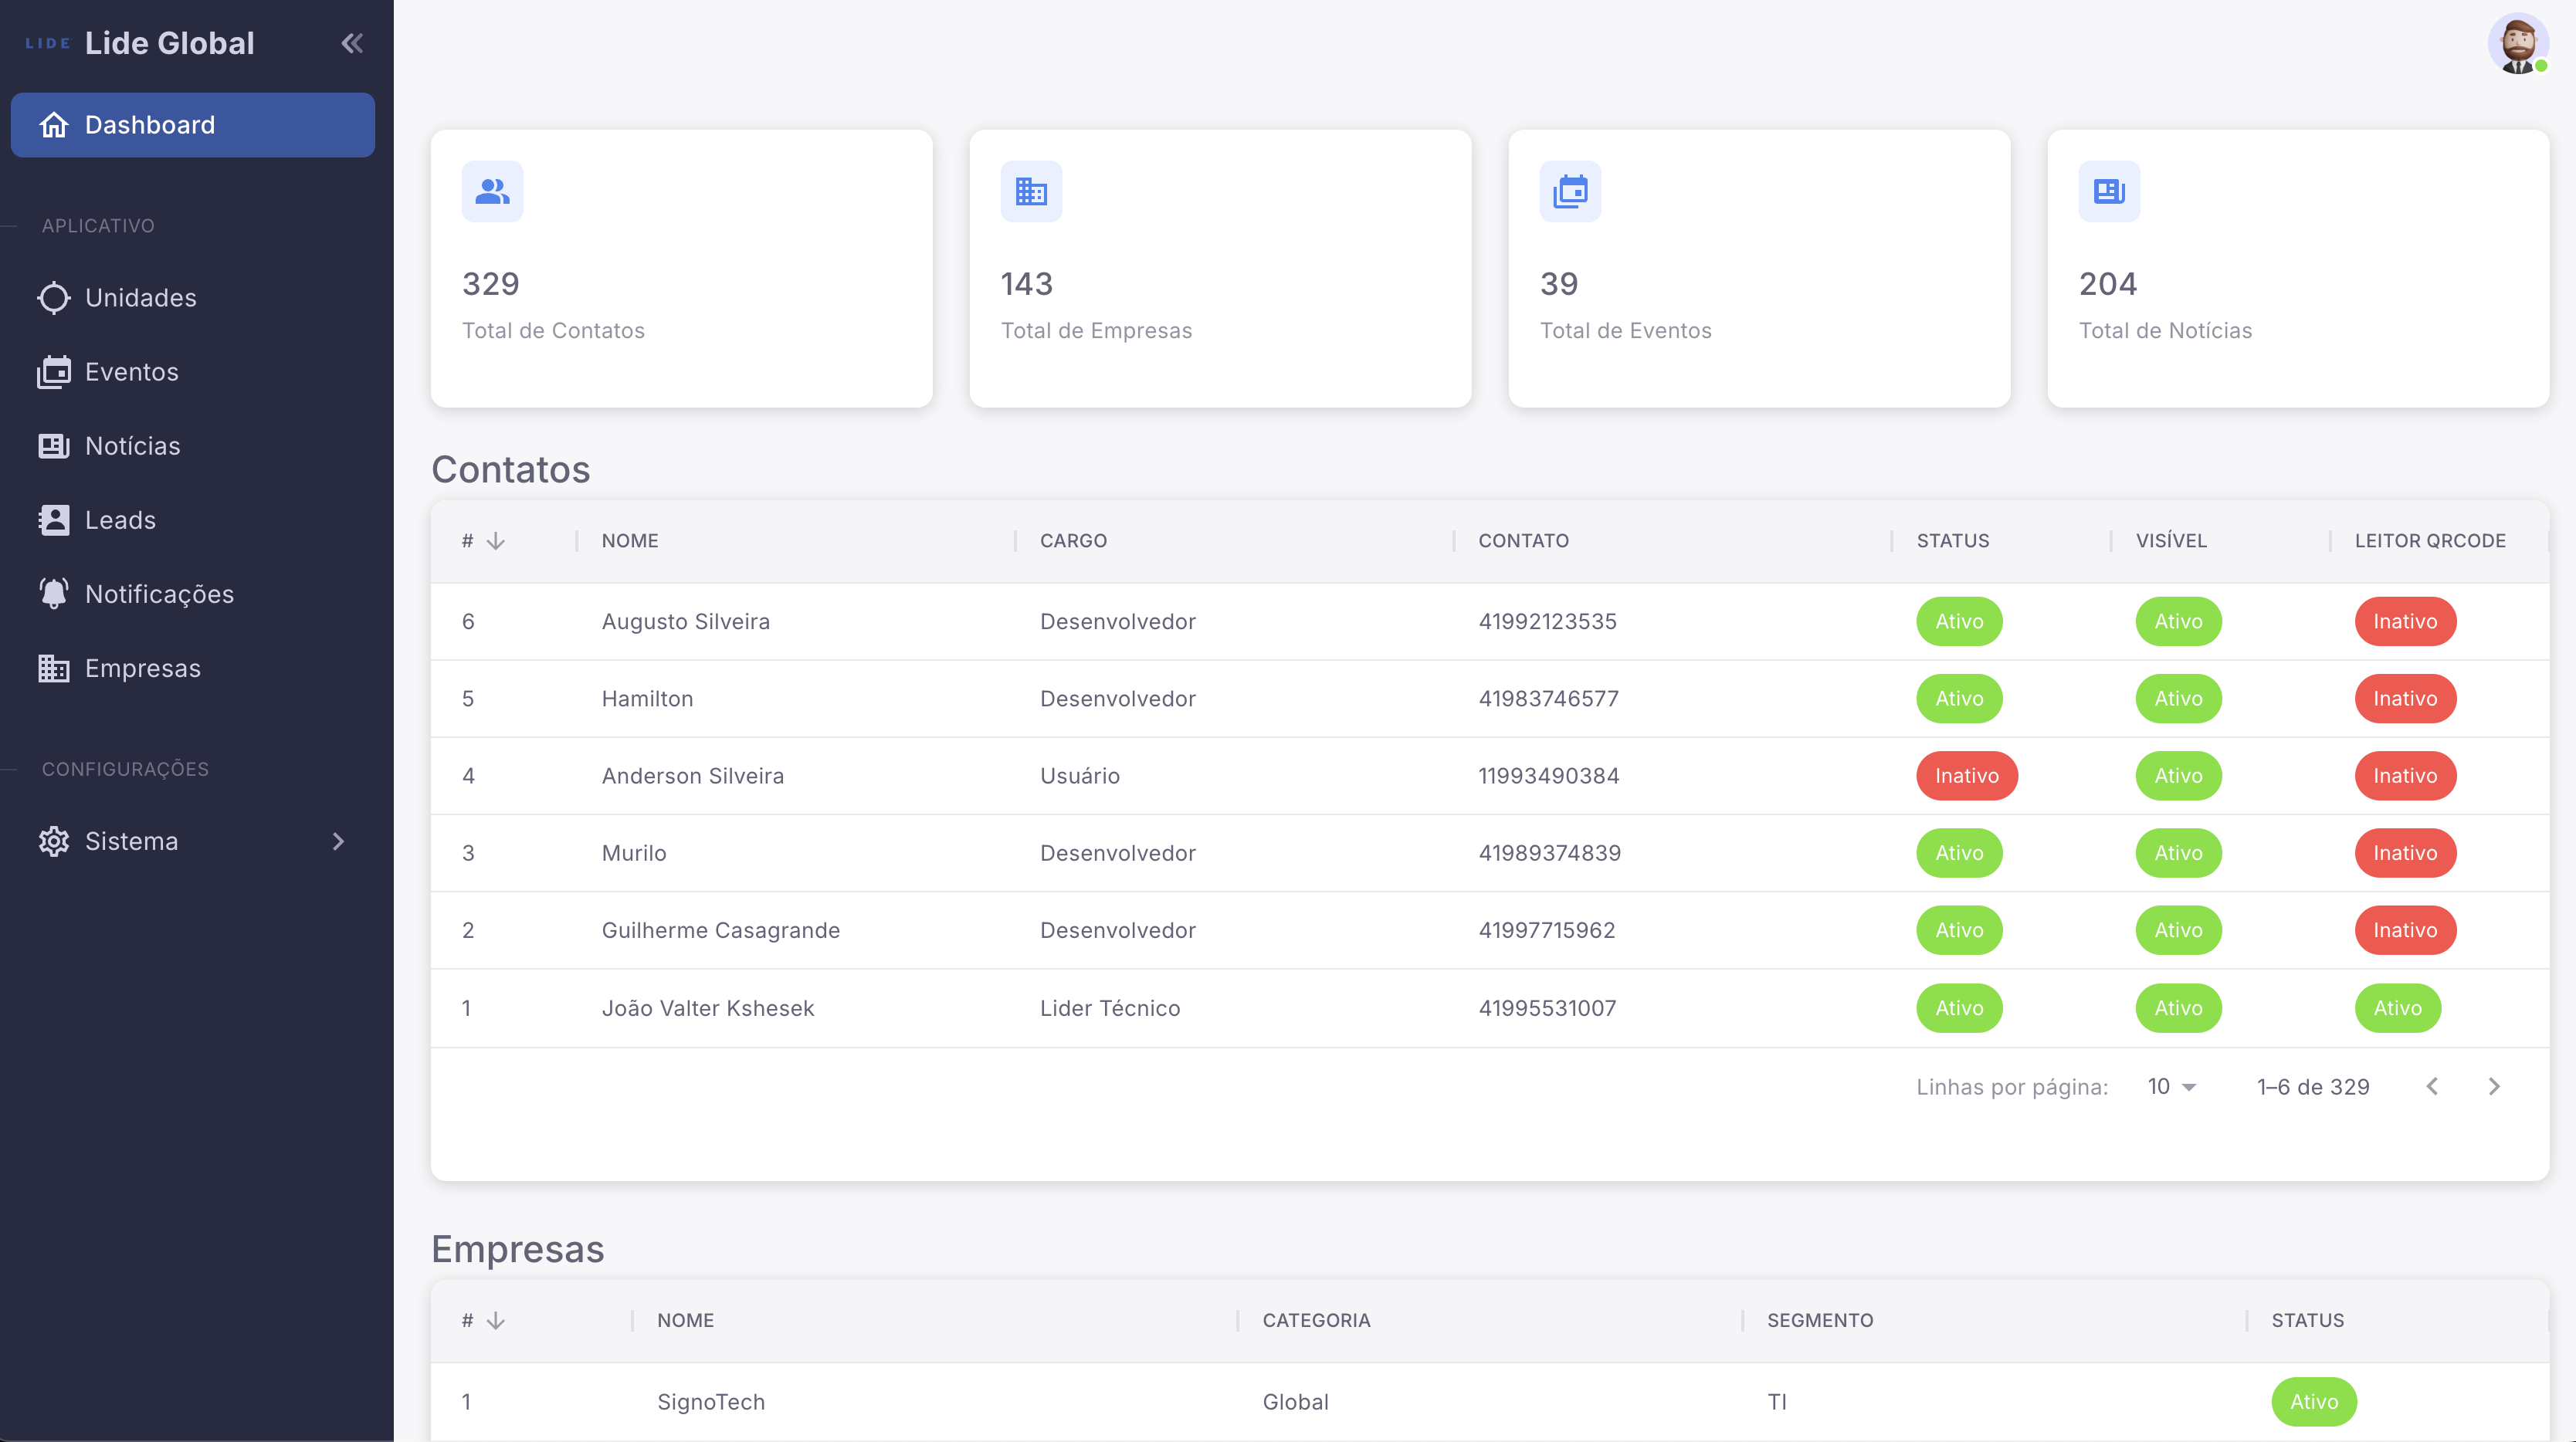 LIDE Lide Global
Dashboard
APLICATIVO
Unidades
Eventos
Notícias
Leads
Notificações
Empresas
CONFIGURAÇÕES
Sistema
329
Total de Contatos
143
Total de Empresas
39
Total de Eventos
204
Total de Notícias
Contatos
# NOME CARGO CONTATO STATUS VISÍVEL LEITOR QRCODE
6 Augusto Silveira Desenvolvedor 41992123535 Ativo Ativo Inativo
5 Hamilton Desenvolvedor 41983746577 Ativo Ativo Inativo
4 Anderson Silveira Usuário 11993490384 Inativo Ativo Inativo
3 Murilo Desenvolvedor 41989374839 Ativo Ativo Inativo
2 Guilherme Casagrande Desenvolvedor 41997715962 Ativo Ativo Inativo
1 João Valter Kshesek Lider Técnico 41995531007 Ativo Ativo Ativo
Linhas por página: 10 1–6 de 329
Empresas
# NOME CATEGORIA SEGMENTO STATUS
1 SignoTech Global TI Ativo